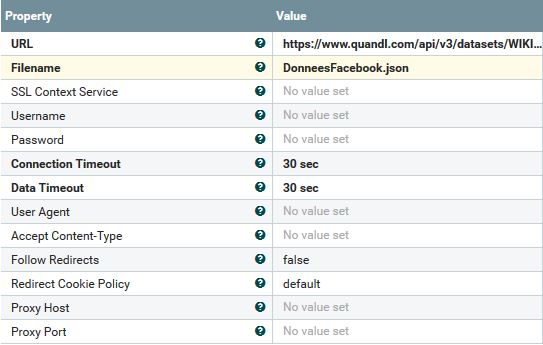 Property Value
URL https://www.quandl.com/api/v3/datasets/WIKI...
Filename DonneesFacebook.json
SSL Context Service No value set
Username No value set
Password No value set
Connection Timeout 30 sec
Data Timeout 30 sec
User Agent No value set
Accept Content-Type No value set
Follow Redirects false
Redirect Cookie Policy default
Proxy Host No value set
Proxy Port No value set